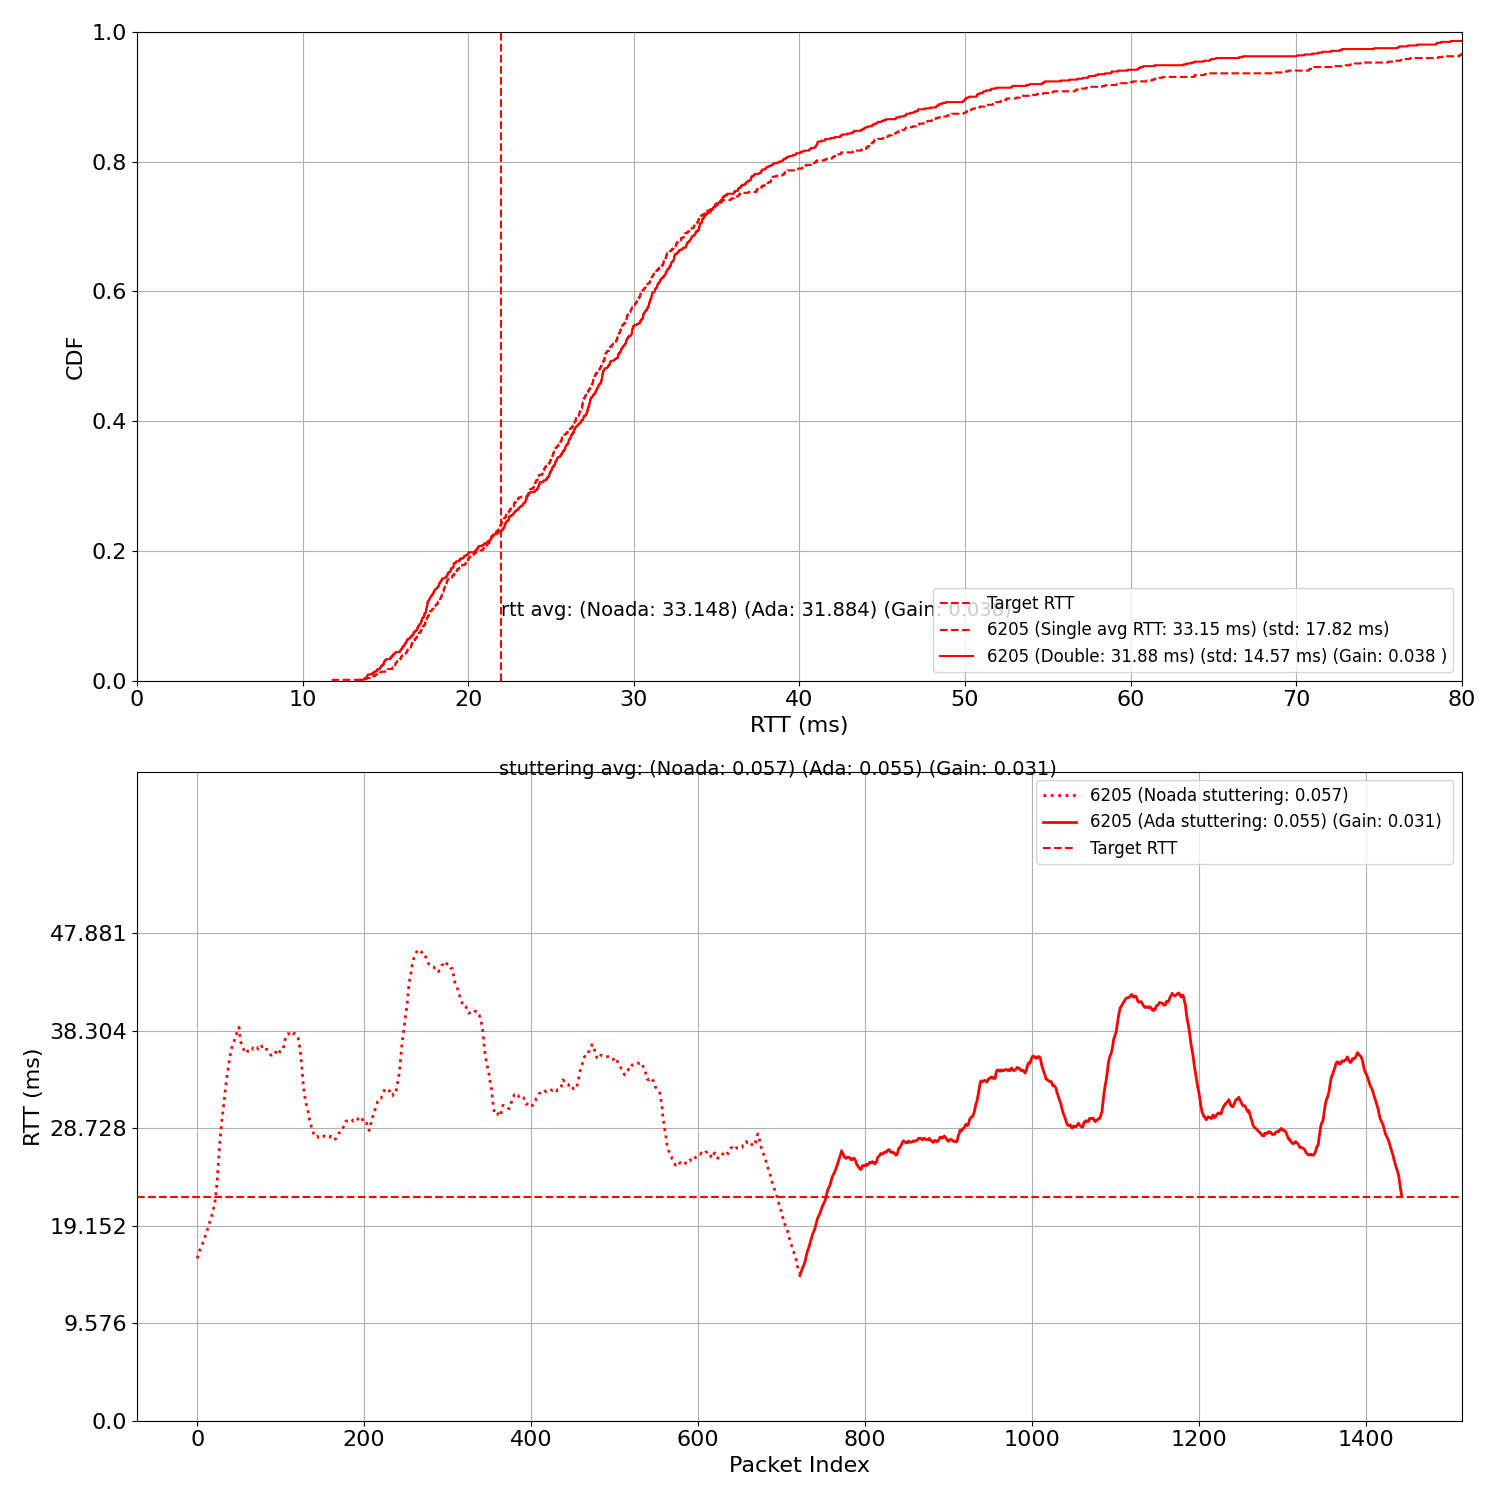 1.0
0.8
0.6
0.4
0.2
0.0
CDF
rtt avg: (Noada: 33.148) (Ada: 31.884) (Gain: 0.038)
Target RTT
6205 (Single avg RTT: 33.15 ms) (std: 17.82 ms)
6205 (Double: 31.88 ms) (std: 14.57 ms) (Gain: 0.038 )
0 10 20 30 40 50 60 70 80
RTT (ms)
stuttering avg: (Noada: 0.057) (Ada: 0.055) (Gain: 0.031)
6205 (Noada stuttering: 0.057)
6205 (Ada stuttering: 0.055) (Gain: 0.031)
Target RTT
47.881
38.304
28.728
19.152
9.576
0.0
RTT (ms)
0 200 400 600 800 1000 1200 1400
Packet Index